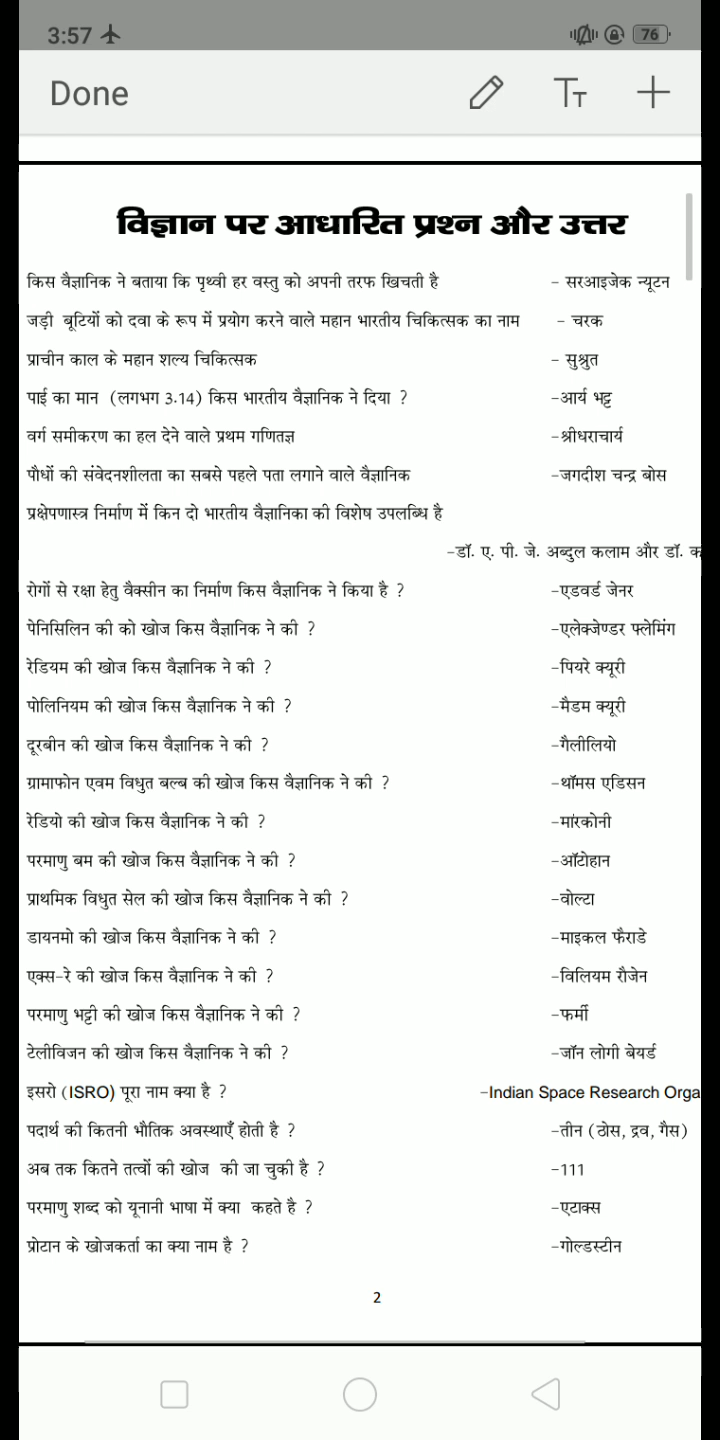 3:57
76
Done
TT
विज्ञान पर आधारित प्रश्न और उत्तर
किस वैज्ञानिक ने बताया कि पृथ्वी हर वस्तु को अपनी तरफ खिचती है – सरआइजेक न्यूटन
जड़ी बूटियों को दवा के रूप में प्रयोग करने वाले महान भारतीय चिकित्सक का नाम – चरक
प्राचीन काल के महान शल्य चिकित्सक – सुश्रुत
पाई का मान (लगभग 3.14) किस भारतीय वैज्ञानिक ने दिया ? –आर्य भट्ट
वर्ग समीकरण का हल देने वाले प्रथम गणितज्ञ –श्रीधराचार्य
पौधों की संवेदनशीलता का सबसे पहले पता लगाने वाले वैज्ञानिक –जगदीश चन्द्र बोस
प्रक्षेपणास्त्र निर्माण में किन दो भारतीय वैज्ञानिका की विशेष उपलब्धि है
–डॉ. ए. पी. जे. अब्दुल कलाम और डॉ.
रोगों से रक्षा हेतु वैक्सीन का निर्माण किस वैज्ञानिक ने किया है ? –एडवर्ड जेनर
पेनिसिलिन की को खोज किस वैज्ञानिक ने की ? –एलेक्जेण्डर फ्लेमिंग
रेडियम की खोज किस वैज्ञानिक ने की ? –पियरे क्यूरी
पोलिनियम की खोज किस वैज्ञानिक ने की ? –मैडम क्यूरी
दूरबीन की खोज किस वैज्ञानिक ने की ? –गैलीलियो
ग्रामाफोन एवम विधुत बल्ब की खोज किस वैज्ञानिक ने की ? –थॉमस एडिसन
रेडियो की खोज किस वैज्ञानिक ने की ? –मारकोनी
परमाणु बम की खोज किस वैज्ञानिक ने की ? –ऑटोहान
प्राथमिक विधुत सेल की खोज किस वैज्ञानिक ने की ? –वोल्टा
डायनमो की खोज किस वैज्ञानिक ने की ? –माइकल फैराडे
एक्स-रे की खोज किस वैज्ञानिक ने की ? –विलियम रौजेन
परमाणु भट्टी की खोज किस वैज्ञानिक ने की ? –फर्मी
टेलीविजन की खोज किस वैज्ञानिक ने की ? –जॉन लोगी बेयर्ड
इसरो (ISRO) पूरा नाम क्या है ? –Indian Space Research Orga
पदार्थ की कितनी भौतिक अवस्थाएँ होती है ? –तीन (ठोस, द्रव, गैस)
अब तक कितने तत्वों की खोज की जा चुकी है ? –111
परमाणु शब्द को यूनानी भाषा में क्या कहते है ? –एटाक्स
प्रोटान के खोजकर्ता का क्या नाम है ? –गोल्डस्टीन
2